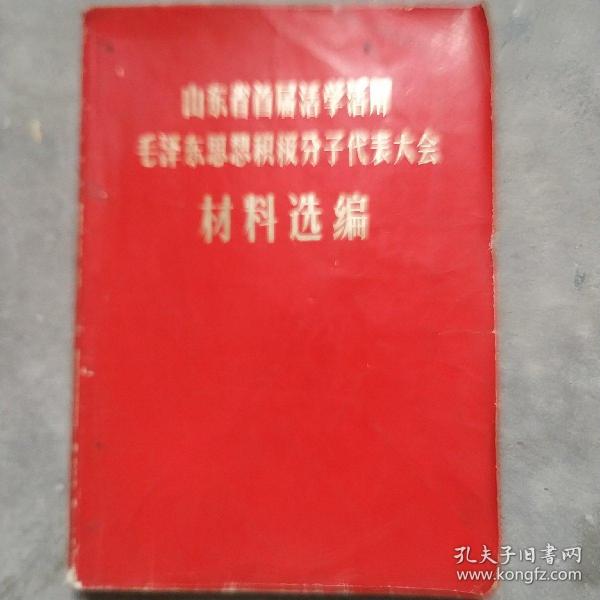 山东省首届活学活用
毛泽东思想积极分子代表大会
材料选编
孔夫子旧书网
www.kongfz.com